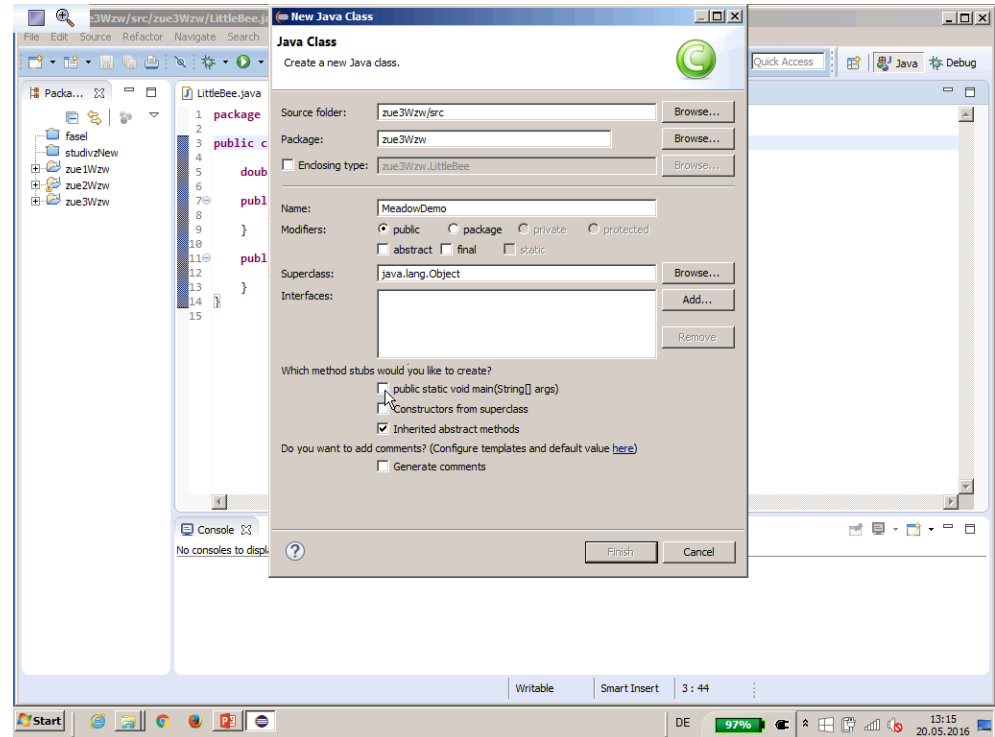 e3Wzw/src/zue3Wzw/LittleBee.j
New Java Class
File Edit Source Refactor Navigate Search
Java Class
Create a new Java class.
Quick Access
Java
Debug
Packa...
LittleBee.java
fasel
studivzNew
zue1Wzw
zue2Wzw
zue3Wzw
1 package
2
3 public c
4
5 doub
6
7 publ
8
9 }
10
11 publ
12
13 }
14 }
15
Source folder: zue3Wzw/src Browse...
Package: zue3Wzw Browse...
Enclosing type: zue3Wzw.LittleBee Browse...
Name: MeadowDemo
Modifiers: public package private protected
abstract final static
Superclass: java.lang.Object Browse...
Interfaces: Add...
Remove
Which method stubs would you like to create?
public static void main(String[] args)
Constructors from superclass
Inherited abstract methods
Do you want to add comments? (Configure templates and default value here)
Generate comments
? Finish Cancel
Console
No consoles to displ
Writable Smart Insert 3 : 44
Start DE 97% 13:15
20.05.2016